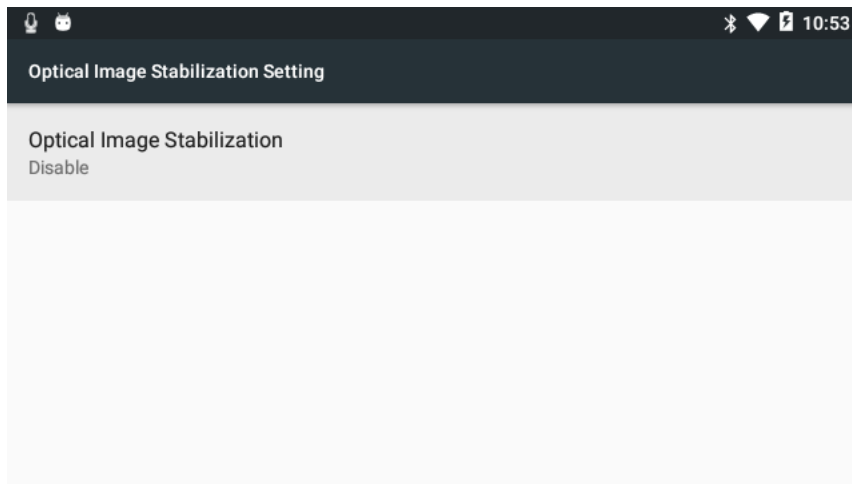 10:53
Optical Image Stabilization Setting
Optical Image Stabilization
Disable